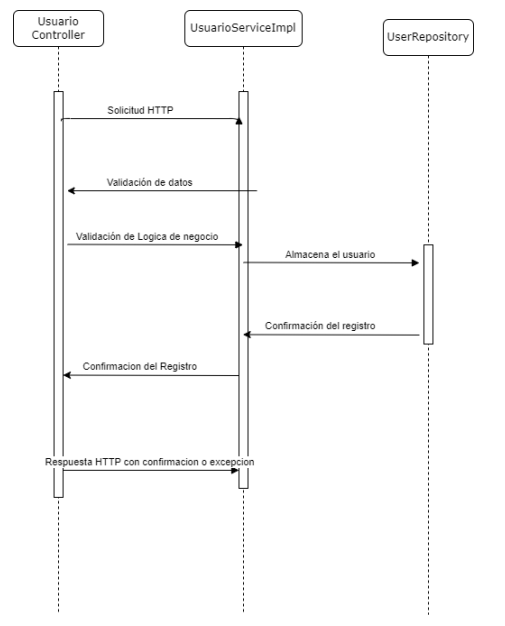 Usuario
Controller
UsuarioServiceImpl
UserRepository
Solicitud HTTP
Validación de datos
Validación de Logica de negocio
Almacena el usuario
Confirmación del registro
Confirmacion del Registro
Respuesta HTTP con confirmacion o excepcion